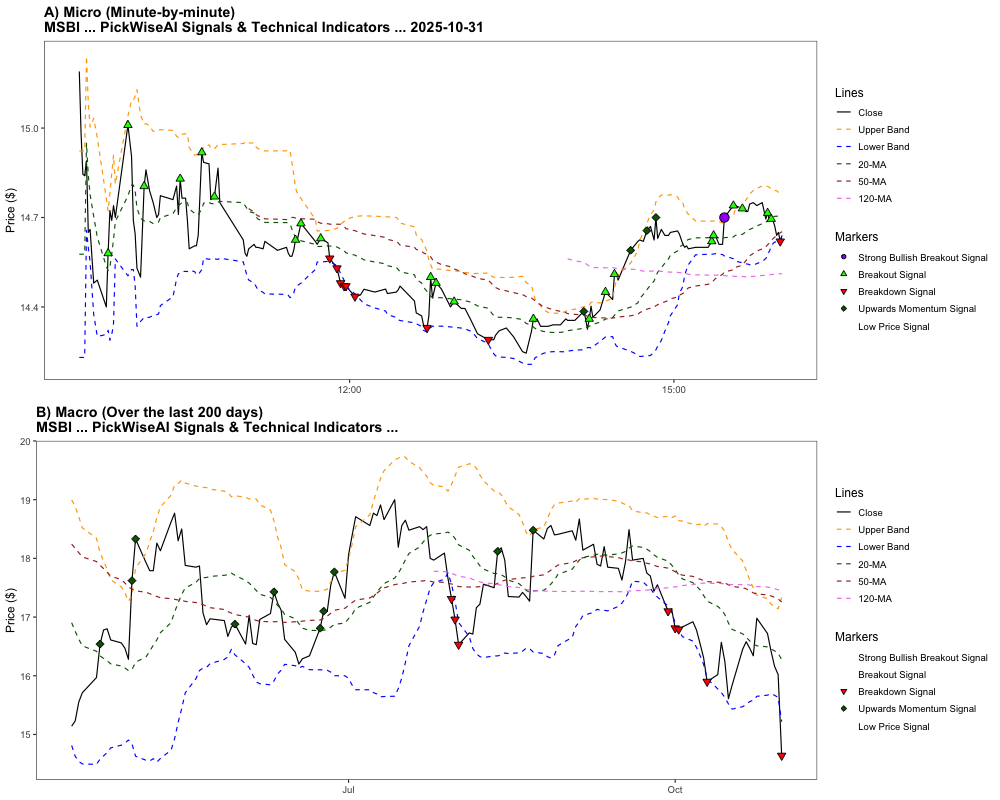 A) Micro (Minute-by-minute)
MSBI ... PickWiseAI Signals & Technical Indicators ... 2025-10-31
Price ($)
15.0
14.7
14.4
12:00
15:00
Lines
Close
Upper Band
Lower Band
20-MA
50-MA
120-MA
Markers
Strong Bullish Breakout Signal
Breakout Signal
Breakdown Signal
Upwards Momentum Signal
Low Price Signal
B) Macro (Over the last 200 days)
MSBI ... PickWiseAI Signals & Technical Indicators ...
Price ($)
20
19
18
17
16
15
Jul
Oct
Lines
Close
Upper Band
Lower Band
20-MA
50-MA
120-MA
Markers
Strong Bullish Breakout Signal
Breakout Signal
Breakdown Signal
Upwards Momentum Signal
Low Price Signal